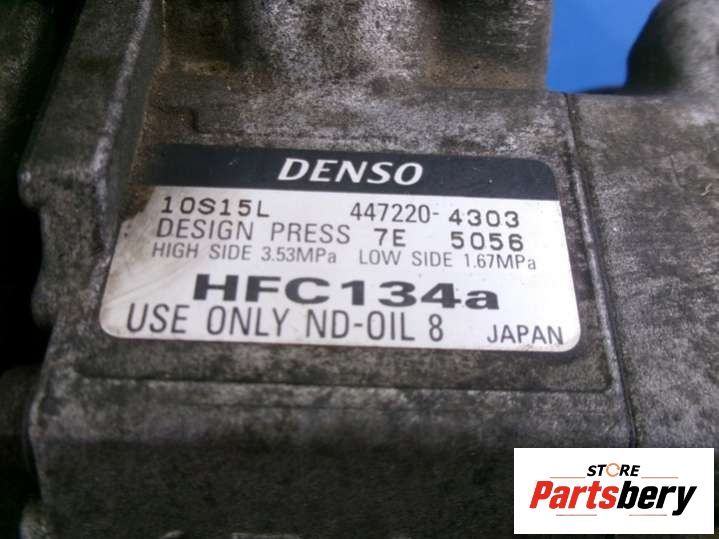 DENSO
10S15L 447220-4303
DESIGN PRESS 7E 5056
HIGH SIDE 3.53MPa LOW SIDE 1.67MPa
HFC134a
USE ONLY ND-OIL 8 JAPAN
STORE
Partsbery